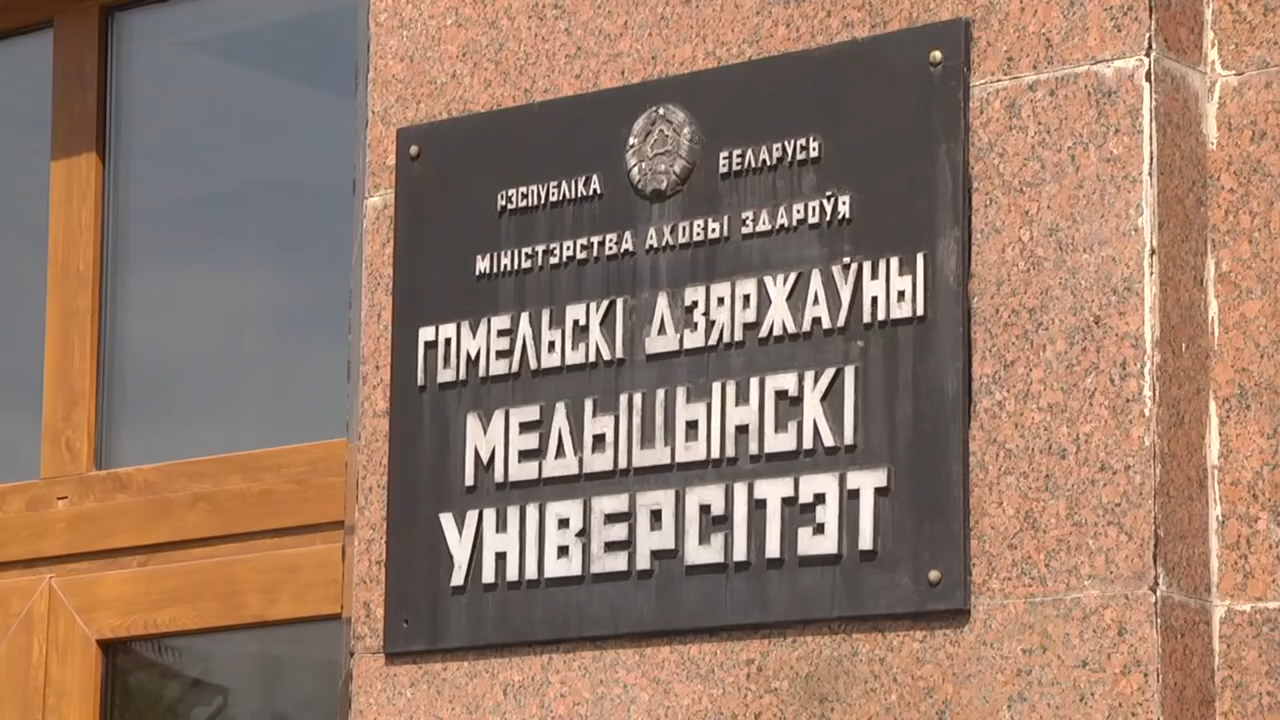 РЭСПУБЛІКА БЕЛАРУСЬ
МІНІСТЭРСТВА АХОВЫ ЗДАРОЎЯ
ГОМЕЛЬСКІ ДЗЯРЖАЎНЫ
МЕДЫЦЫНСКІ
УНІВЕРСІТЭТ